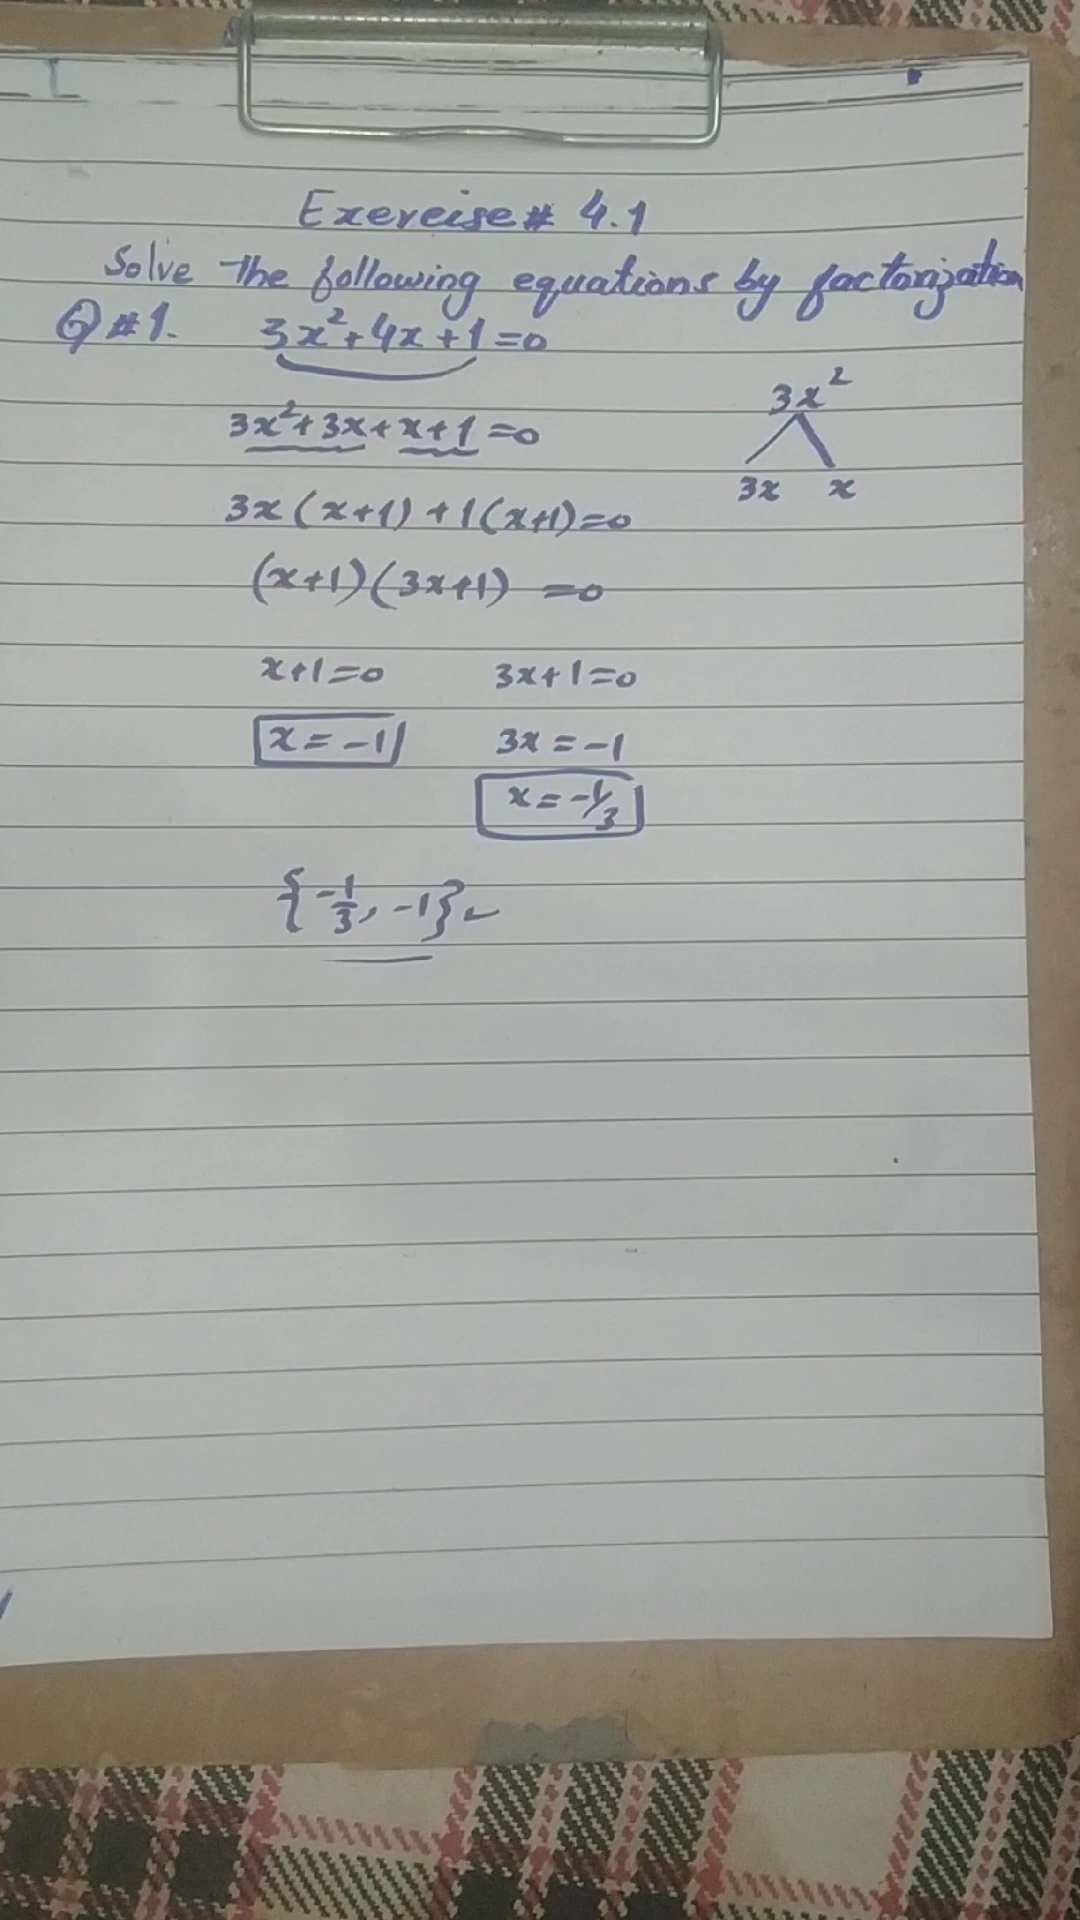 Exercise # 4.1
Solve the following equations by factorization
Q # 1. 3x²+4x+1=0
3x²
3x²+3x+x+1=0
3x x
3x(x+1)+1(x+1)=0
(x+1)(3x+1)=0
x+1=0 3x+1=0
x=-1 3x=-1
x=-1/3
{-1/3, -1}